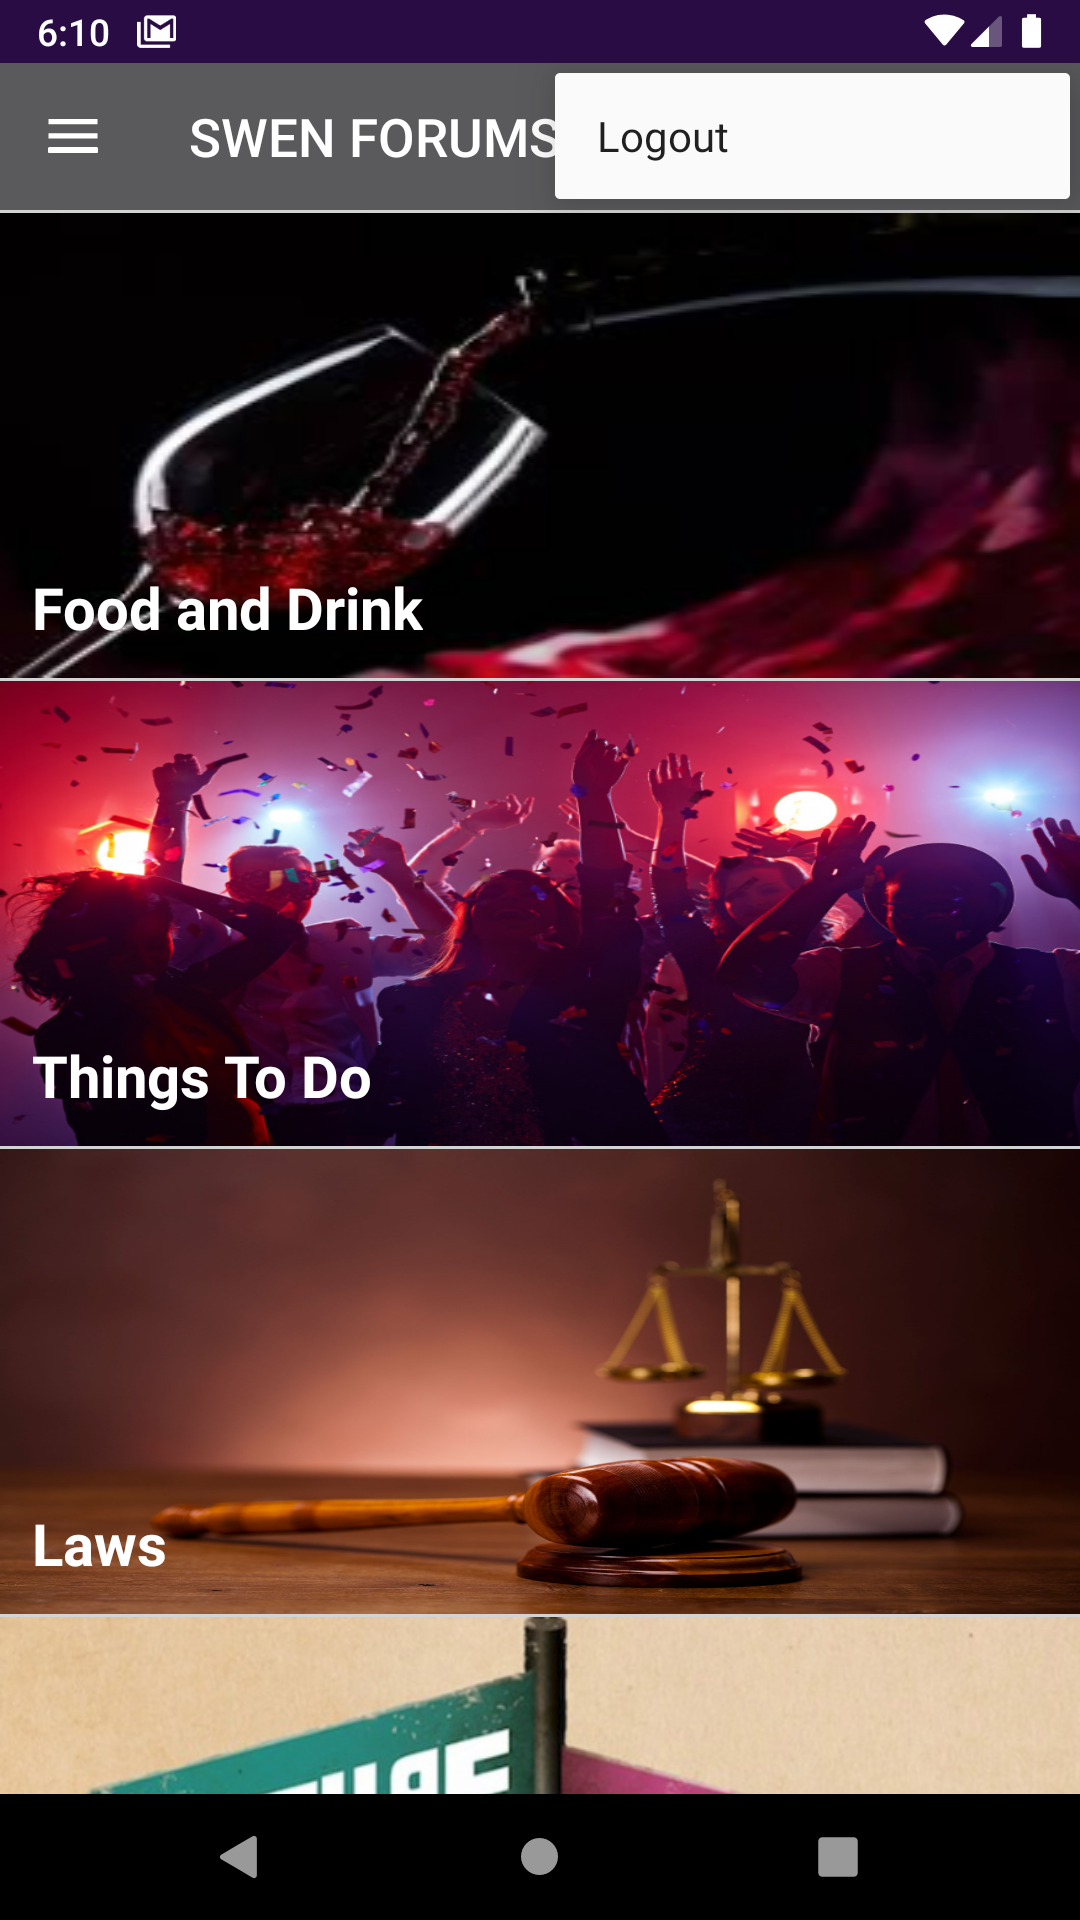 6:10
SWEN FORUMS
Logout
Food and Drink
Things To Do
Laws